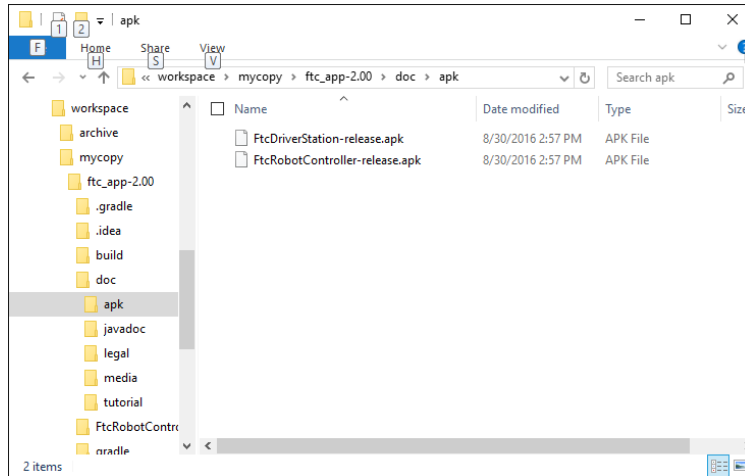 1 2 apk
F Home Share View
H S V
« workspace › mycopy › ftc_app-2.00 › doc › apk Search apk
Name Date modified Type Size
workspace
archive
mycopy
ftc_app-2.00
.gradle
.idea
build
doc
apk
javadoc
legal
media
tutorial
FtcRobotContro
gradle
FtcDriverStation-release.apk 8/30/2016 2:57 PM APK File
FtcRobotController-release.apk 8/30/2016 2:57 PM APK File
2 items